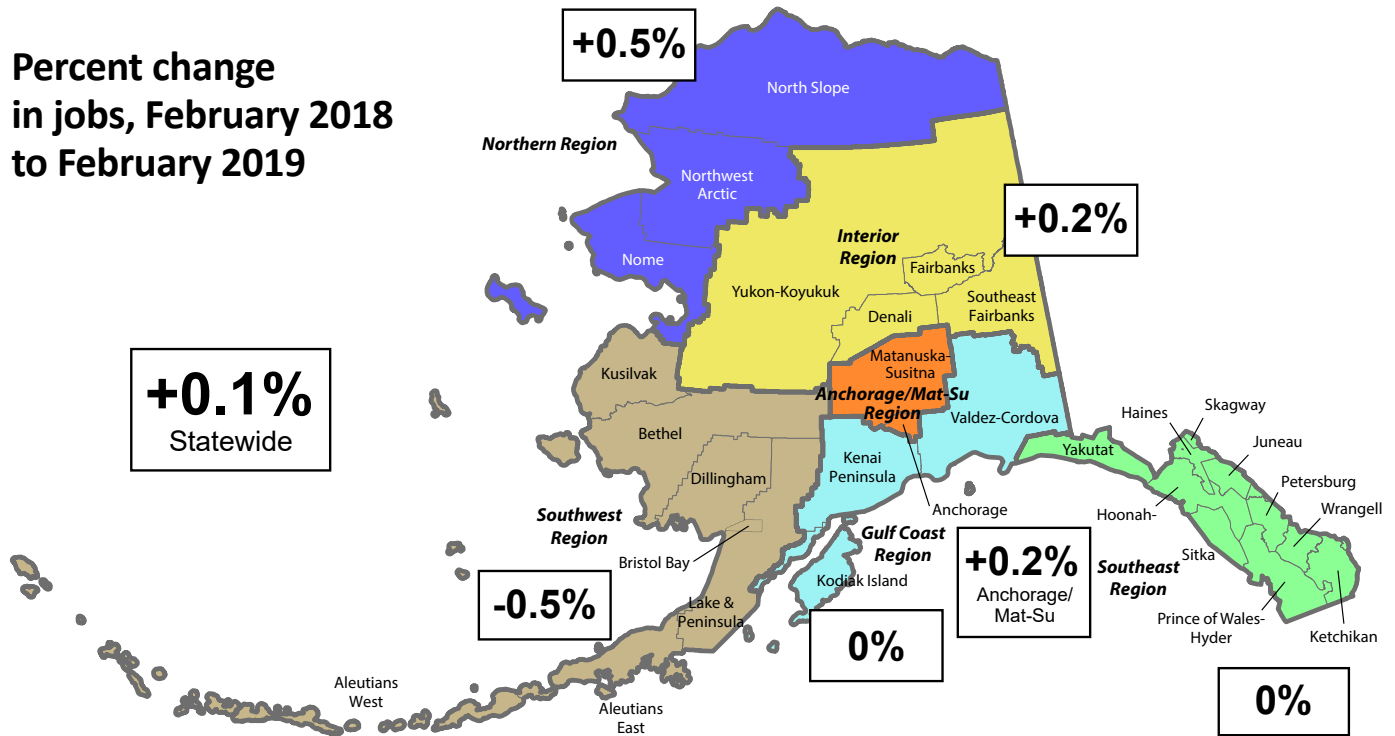 Percent change
in jobs, February 2018
to February 2019
+0.5%
North Slope
Northern Region
Northwest
Arctic
+0.2%
Interior
Region
Nome
Fairbanks
Yukon-Koyukuk
Southeast
Fairbanks
Denali
+0.1%
Statewide
Kusilvak
Matanuska-
Susitna
Anchorage/Mat-Su
Region
Valdez-Cordova
Bethel
Kenai
Peninsula
Dillingham
Anchorage
Haines
Skagway
Yakutat
Juneau
Petersburg
Hoonah-
Wrangell
Southwest
Region
Bristol Bay
Gulf Coast
Region
Kodiak Island
+0.2%
Anchorage/
Mat-Su
Sitka
Southeast
Region
-0.5%
Lake &
Peninsula
Prince of Wales-
Hyder
Ketchikan
0%
0%
Aleutians
West
Aleutians
East